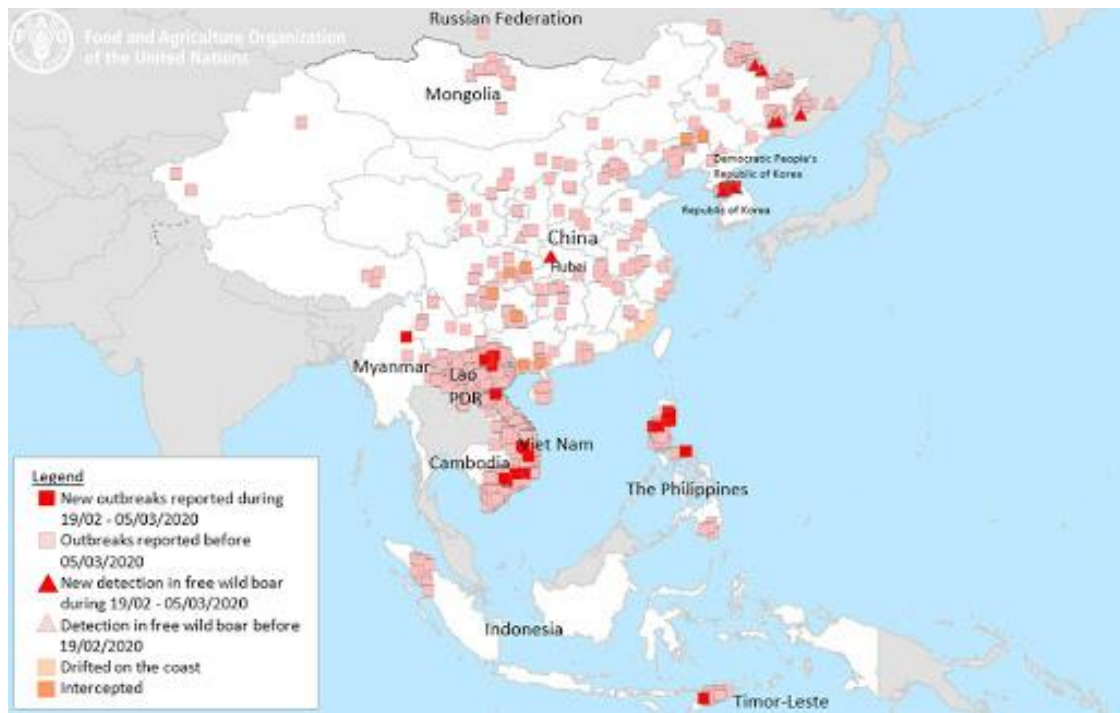 Russian Federation
FAO
Food and Agriculture Organization
of the United Nations
Mongolia
Democratic People's
Republic of Korea
Republic of Korea
China
Hubei
Myanmar
Lao
PDR
Viet Nam
Cambodia
The Philippines
Indonesia
Timor-Leste
Legend
New outbreaks reported during
19/02 - 05/03/2020
Outbreaks reported before
05/03/2020
New detection in free wild boar
during 19/02 - 05/03/2020
Detection in free wild boar before
19/02/2020
Drifted on the coast
Intercepted